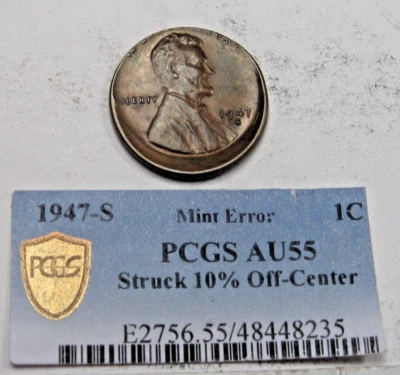 LIBERTY
1947
S
1947-S Mint Error 1C
PCGS
PCGS AU55
Struck 10% Off-Center
E2756.55/48448235